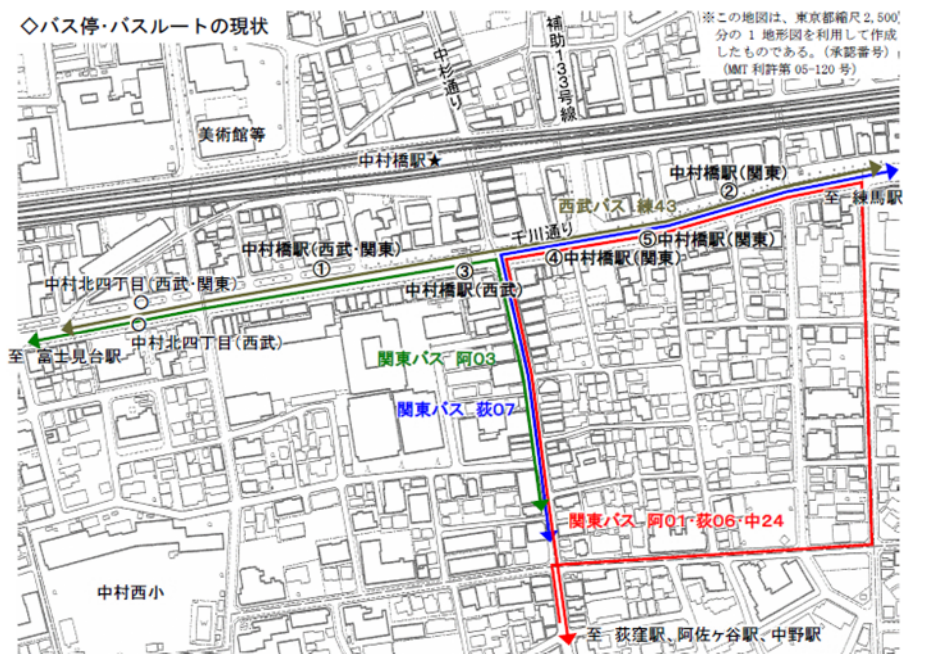 ◇バス停・バスルートの現状
※この地図は、東京都縮尺2,500
分の1地形図を利用して作成
したものである。(承認番号)
(MMT利許第05-120号)
中杉通り
補助133号線
美術館等
中村橋駅★
中村橋駅(関東)
②
至 練馬駅
西武バス 練43
千川通り
⑤中村橋駅(関東)
④中村橋駅(関東)
中村橋駅(西武・関東)
①
③
中村橋駅(西武)
中村北四丁目(西武・関東)
中村北四丁目(西武)
至 富士見台駅
関東バス 阿03
関東バス 荻07
関東バス 阿01・荻06・中24
中村西小
至 荻窪駅、阿佐ヶ谷駅、中野駅